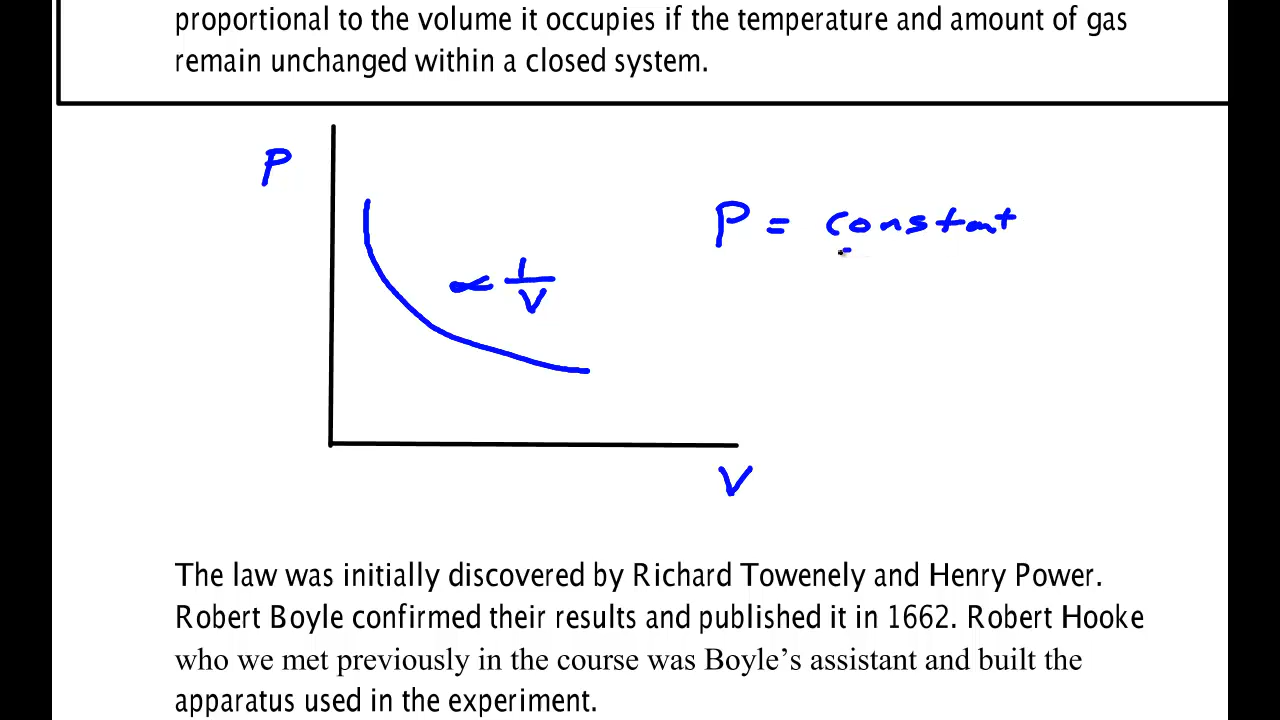 proportional to the volume it occupies if the temperature and amount of gas
remain unchanged within a closed system.
P
P = constant
∝ 1/V
V
The law was initially discovered by Richard Towenely and Henry Power.
Robert Boyle confirmed their results and published it in 1662. Robert Hooke
who we met previously in the course was Boyle’s assistant and built the
apparatus used in the experiment.